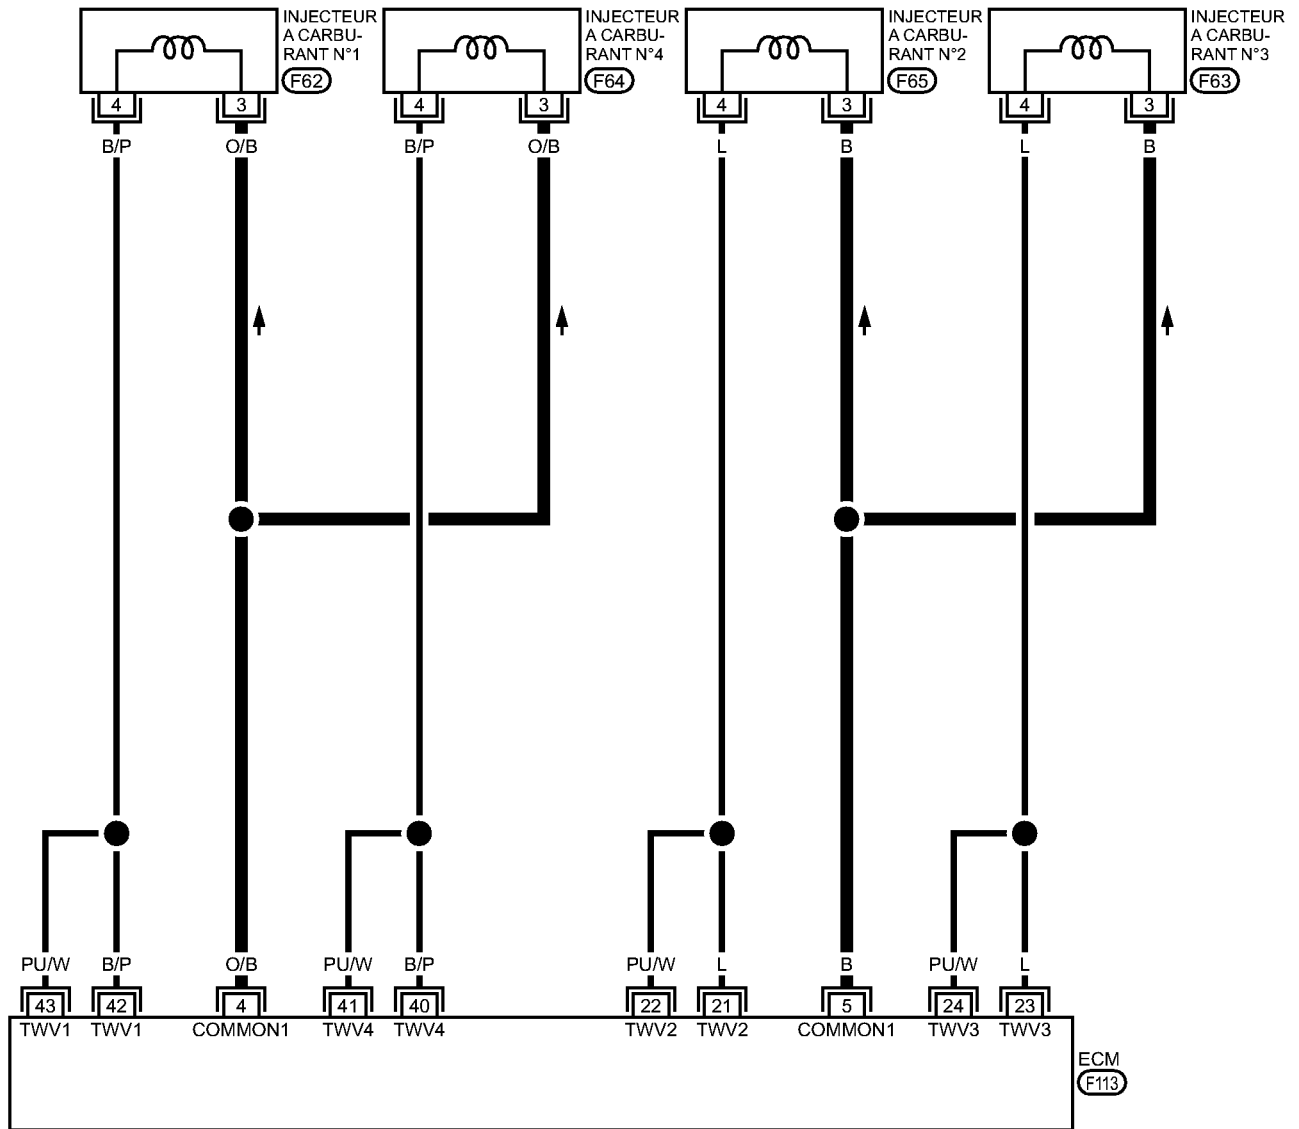 INJECTEUR
A CARBU-
RANT N°1
F62
INJECTEUR
A CARBU-
RANT N°4
F64
INJECTEUR
A CARBU-
RANT N°2
F65
INJECTEUR
A CARBU-
RANT N°3
F63
4 3 4 3 4 3 4 3
B/P O/B B/P O/B L B L B
PU/W B/P O/B PU/W B/P PU/W L B PU/W L
43 42 4 41 40 22 21 5 24 23
TWV1 TWV1 COMMON1 TWV4 TWV4 TWV2 TWV2 COMMON1 TWV3 TWV3
ECM
F113